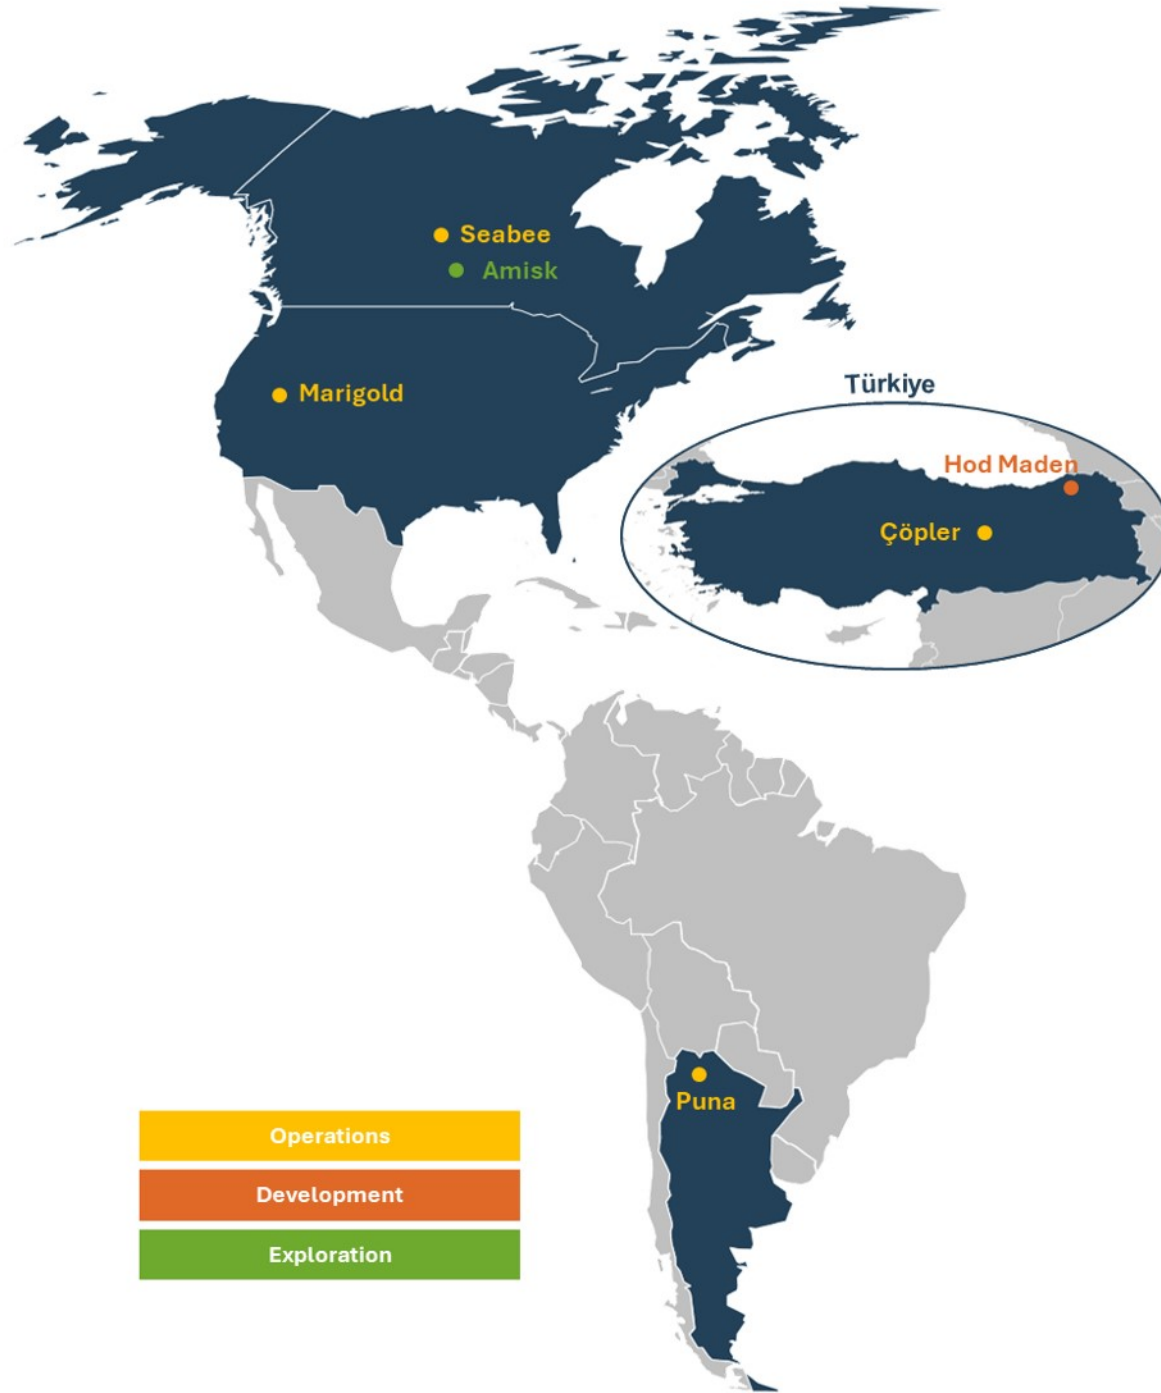 Seabee
Amisk
Marigold
Türkiye
Hod Maden
Çöpler
Puna
Operations
Development
Exploration